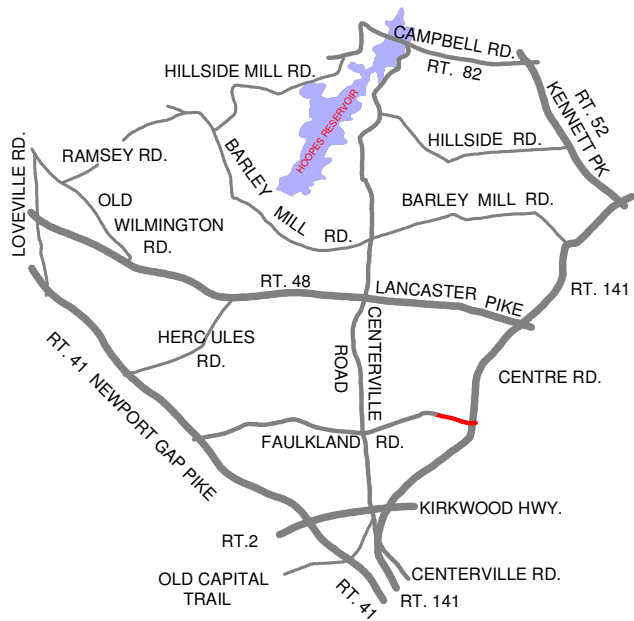 CAMPBELL RD.
RT. 82
HILLSIDE MILL RD.
HOOPES RESERVOIR
RT. 52
KENNETT PK
HILLSIDE RD.
LOVEVILLE RD.
RAMSEY RD.
BARLEY MILL RD.
BARLEY MILL RD.
OLD
WILMINGTON
RD.
RT. 48
LANCASTER PIKE
RT. 141
HERCULES
RD.
CENTERVILLE
ROAD
CENTRE RD.
RT. 41 NEWPORT GAP PIKE
FAULKLAND RD.
KIRKWOOD HWY.
RT.2
OLD CAPITAL
TRAIL
RT. 41
CENTERVILLE RD.
RT. 141